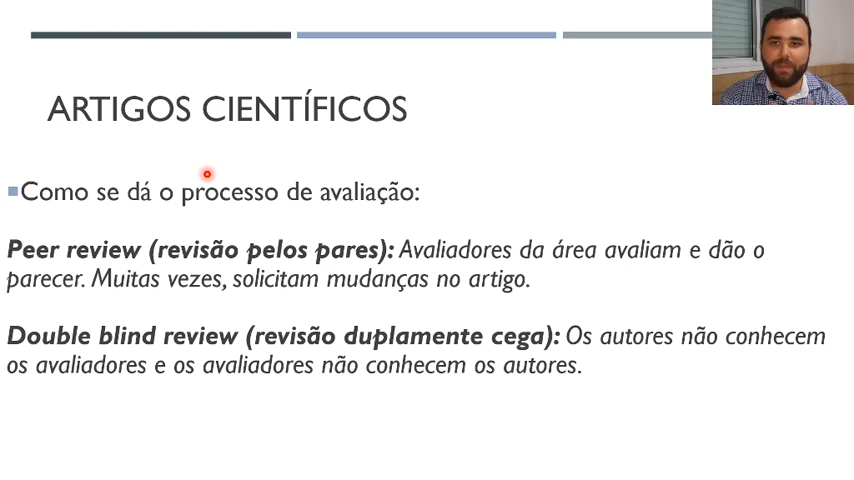 ARTIGOS CIENTÍFICOS
Como se dá o processo de avaliação:
Peer review (revisão pelos pares): Avaliadores da área avaliam e dão o
parecer. Muitas vezes, solicitam mudanças no artigo.
Double blind review (revisão duplamente cega): Os autores não conhecem
os avaliadores e os avaliadores não conhecem os autores.